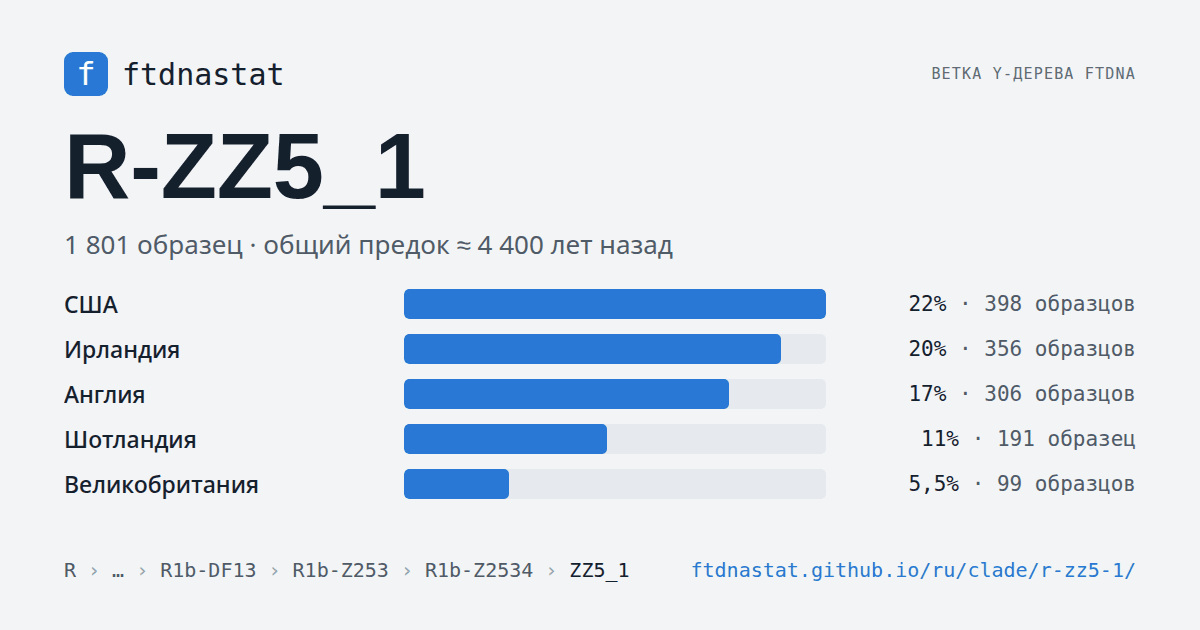 f ftdnastat
ВЕТКА Y-ДЕРЕВА FTDNA
R-ZZ5_1
1 801 образец · общий предок ≈ 4 400 лет назад
США 22% · 398 образцов
Ирландия 20% · 356 образцов
Англия 17% · 306 образцов
Шотландия 11% · 191 образец
Великобритания 5,5% · 99 образцов
R › … › R1b-DF13 › R1b-Z253 › R1b-Z2534 › ZZ5_1
ftdnastat.github.io/ru/clade/r-zz5-1/